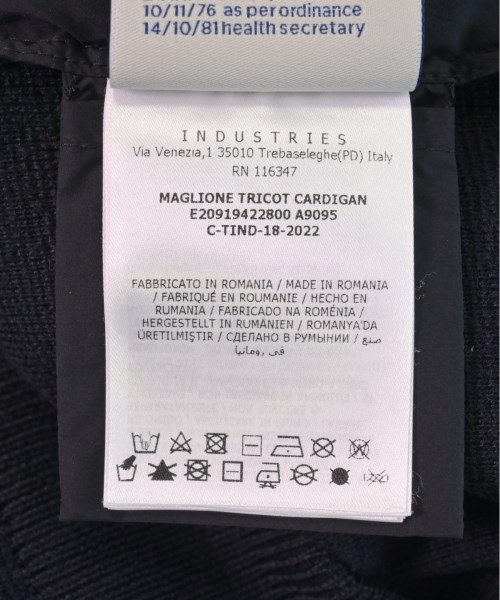 10/11/76 as per ordinance
14/10/81 health secretary
INDUSTRIES
Via Venezia,1 35010 Trebaseleghe(PD) Italy
RN 116347
MAGLIONE TRICOT CARDIGAN
E20919422800 A9095
C-TIND-18-2022
FABBRICATO IN ROMANIA / MADE IN ROMANIA
/ FABRIQUÉ EN ROUMANIE / HECHO EN
RUMANIA / FABRICADO NA ROMÉNIA /
HERGESTELLT IN RUMÄNIEN / ROMANYA'DA
ÜRETILMIŞTIR / СДЕЛАНО В РУМЫНИИ / صنع
في رومانيا